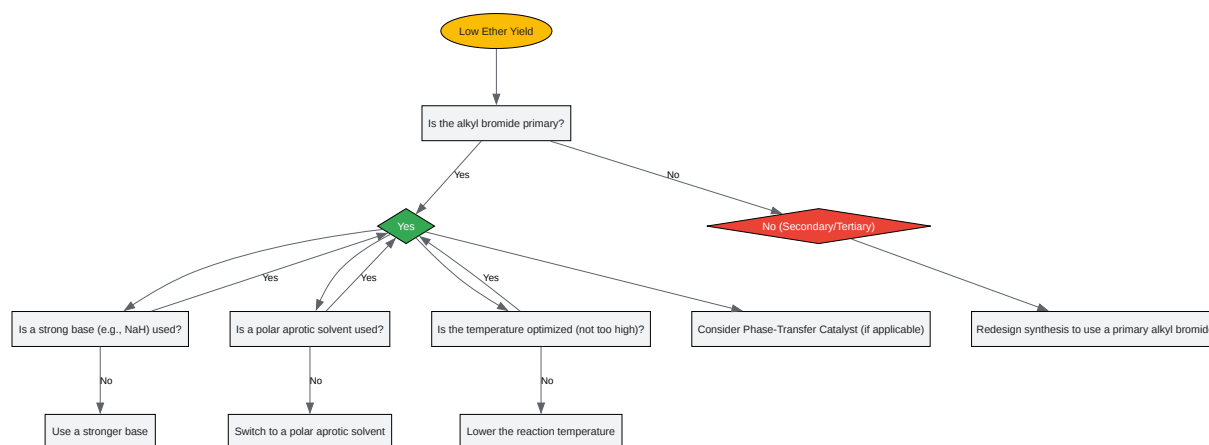 Low Ether Yield
Is the alkyl bromide primary?
Yes
No
Yes
No (Secondary/Tertiary)
Yes
Yes
Yes
Is a strong base (e.g., NaH) used?
Is a polar aprotic solvent used?
Is the temperature optimized (not too high)?
Consider Phase-Transfer Catalyst (if applicable)
Redesign synthesis to use a primary alkyl bromide
No
No
No
Use a stronger base
Switch to a polar aprotic solvent
Lower the reaction temperature